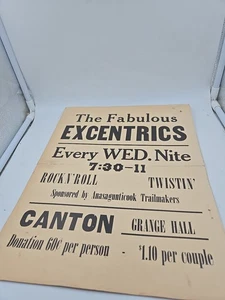 The Fabulous
EXCENTRICS
Every WED. Nite
7:30-11
ROCK N' ROLL TWISTIN'
Sponsored by Anasagunticook Trailmakers
CANTON GRANGE HALL
Donation 60¢ per person - $1.10 per couple